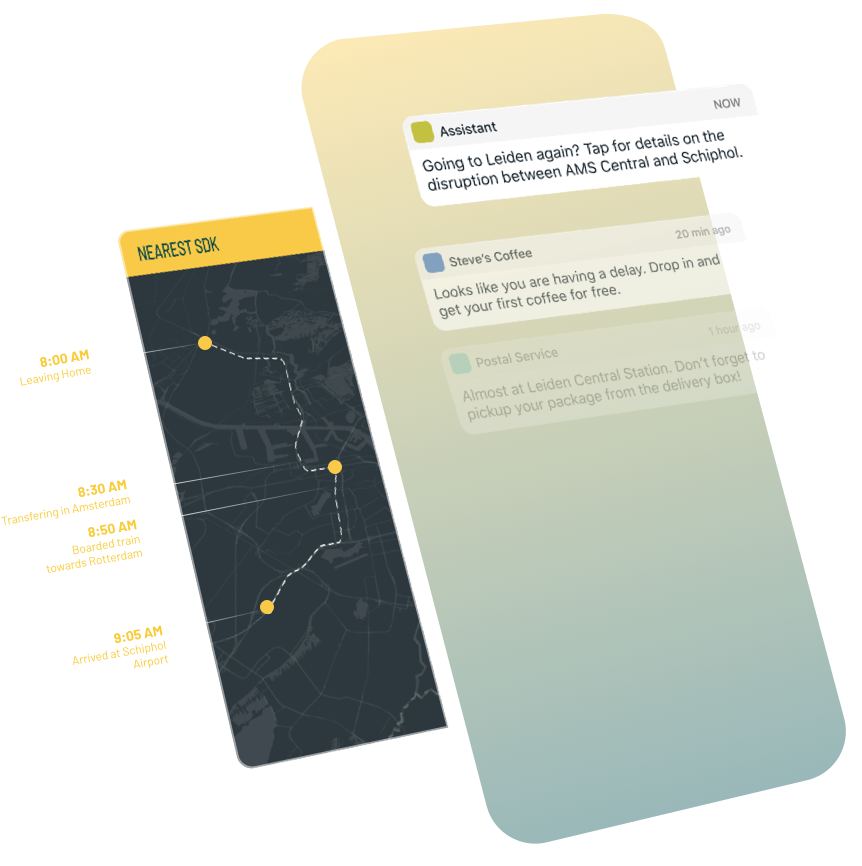 NEAREST SDK
8:00 AM
Leaving Home
8:30 AM
Transfering in Amsterdam
8:50 AM
Boarded train
towards Rotterdam
9:05 AM
Arrived at Schiphol
Airport
Assistant NOW
Going to Leiden again? Tap for details on the
disruption between AMS Central and Schiphol.
Steve's Coffee 20 min ago
Looks like you are having a delay. Drop in and
get your first coffee for free.
Postal Service 1 hour ago
Almost at Leiden Central Station. Don't forget to
pickup your package from the delivery box!